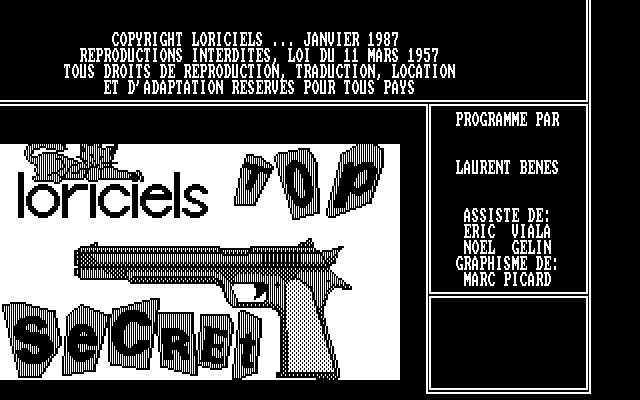 COPYRIGHT LORICIELS ... JANVIER 1987
REPRODUCTIONS INTERDITES, LOI DU 11 MARS 1957
TOUS DROITS DE REPRODUCTION, TRADUCTION, LOCATION
ET D'ADAPTATION RESERVES POUR TOUS PAYS
PROGRAMME PAR
LAURENT BENES
ASSISTE DE:
ERIC VIALA
NOEL GELIN
GRAPHISME DE:
MARC PICARD
loriciels
TOP
SeCREt